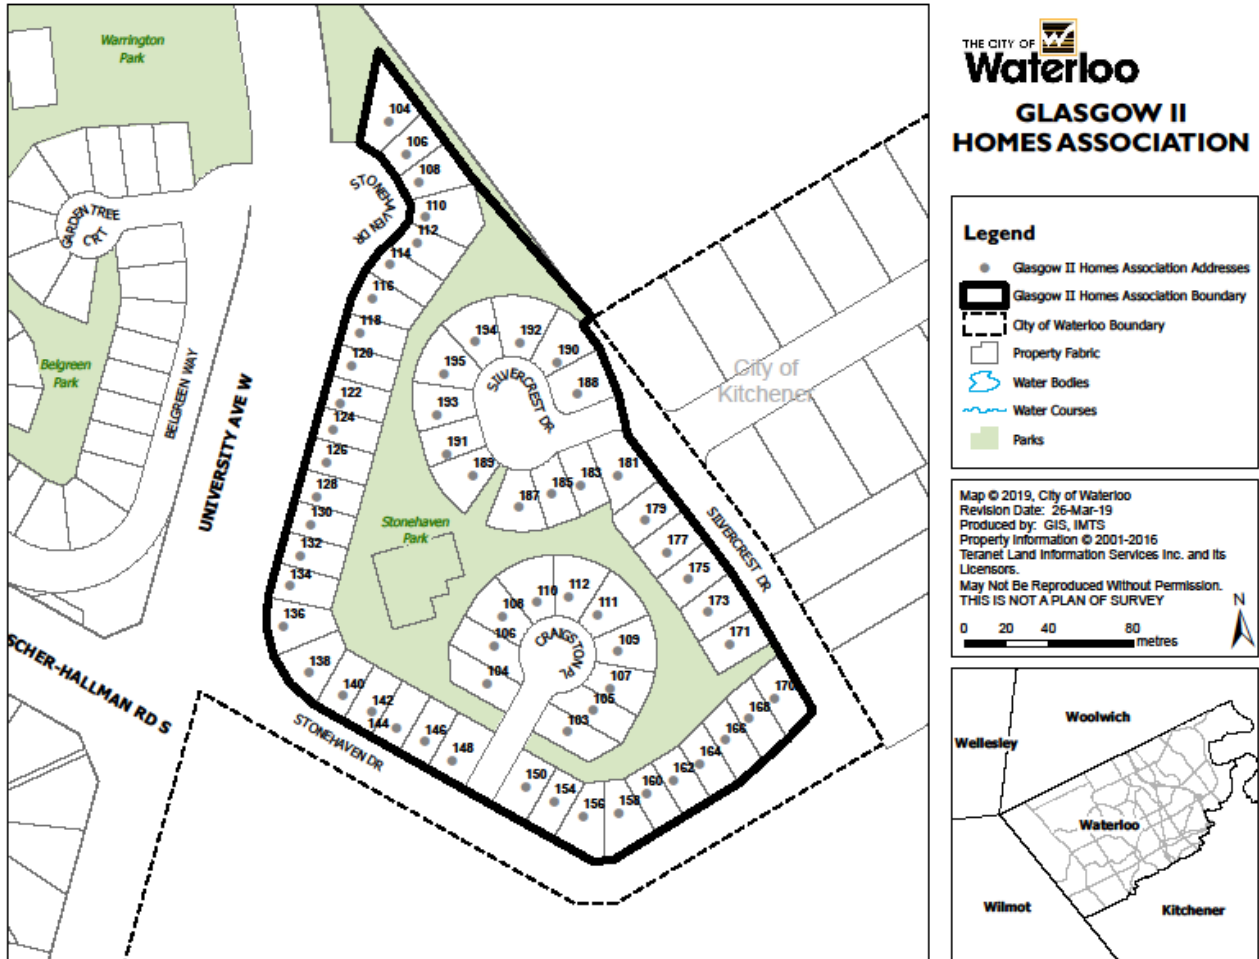 Warrington
Park
GARDEN TREE
CRT
Belgreen
Park
BELGREEN WAY
UNIVERSITY AVE W
SCHER-HALLMAN RD S
STONEHAVEN DR
104
106
108
110
112
114
116
118
120
122
124
126
128
130
132
134
136
138
140
142
144
146
148
150
154
156
158
160
162
164
166
168
170
STONEHAVEN DR
Stonehaven
Park
194
192
190
188
195
193
191
189
187
185
183
181
179
177
175
173
171
SILVERCREST DR
SILVERCREST DR
City of
Kitchener
110
112
111
108
109
106
107
104
105
103
CRAIGSTON PL
THE CITY OF
Waterloo
GLASGOW II
HOMES ASSOCIATION
Legend
Glasgow II Homes Association Addresses
Glasgow II Homes Association Boundary
City of Waterloo Boundary
Property Fabric
Water Bodies
Water Courses
Parks
Map © 2019, City of Waterloo
Revision Date: 26-Mar-19
Produced by: GIS, IMTS
Property Information © 2001-2016
Teranet Land Information Services Inc. and its
Licensors.
May Not Be Reproduced Without Permission.
THIS IS NOT A PLAN OF SURVEY
N
0 20 40 80
metres
Woolwich
Wellesley
Waterloo
Wilmot
Kitchener